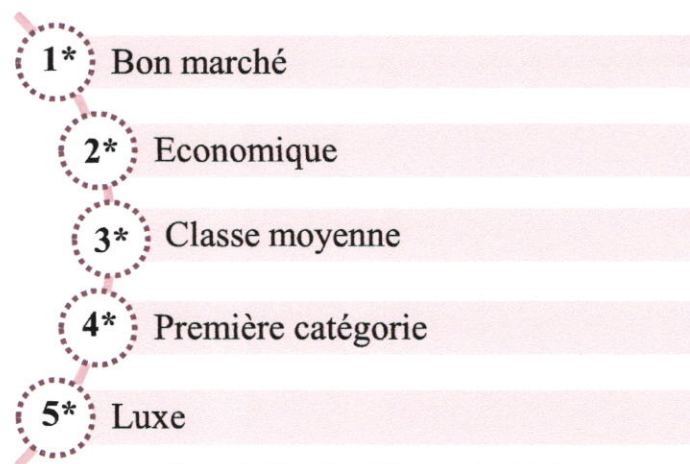 1* Bon marché
2* Economique
3* Classe moyenne
4* Première catégorie
5* Luxe